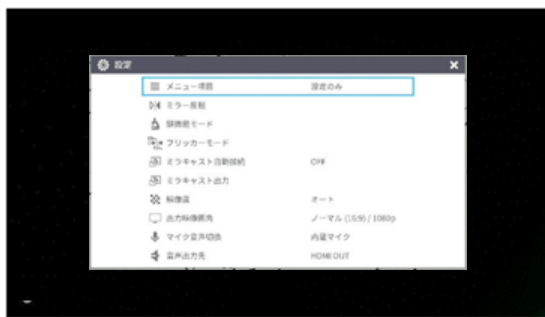 設定
メニュー項目 設定のみ
ミラー反転
顕微鏡モード
フリッカーモード
ミラキャスト自動接続 OFF
ミラキャスト出力
解像度 オート
出力映像画角 ノーマル (16:9) / 1080p
マイク音声切換 内蔵マイク
音声出力先 HDMI OUT